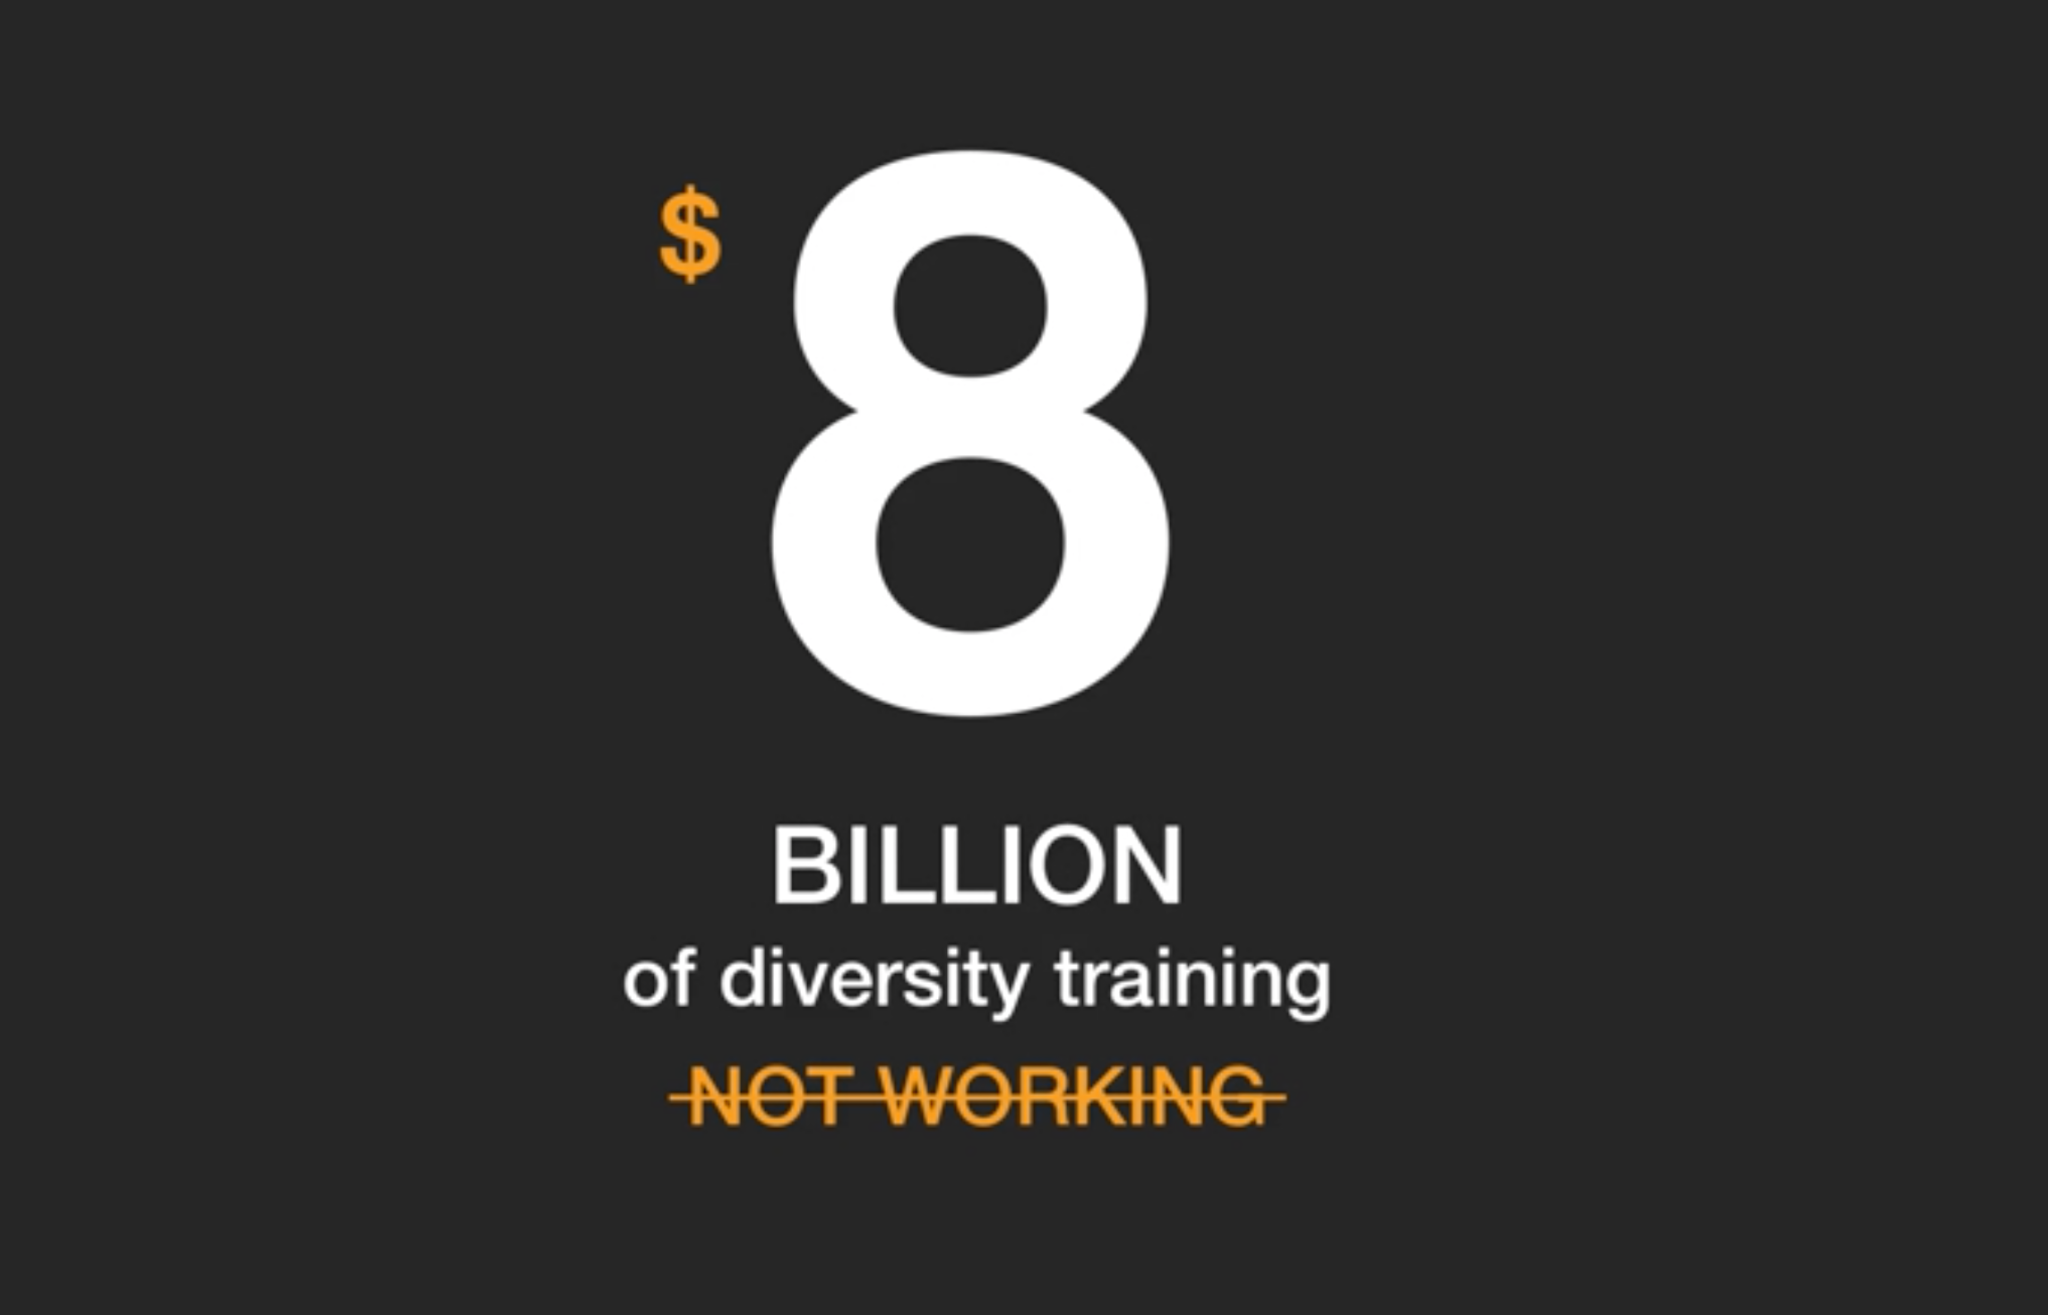 $8
BILLION
of diversity training
NOT WORKING